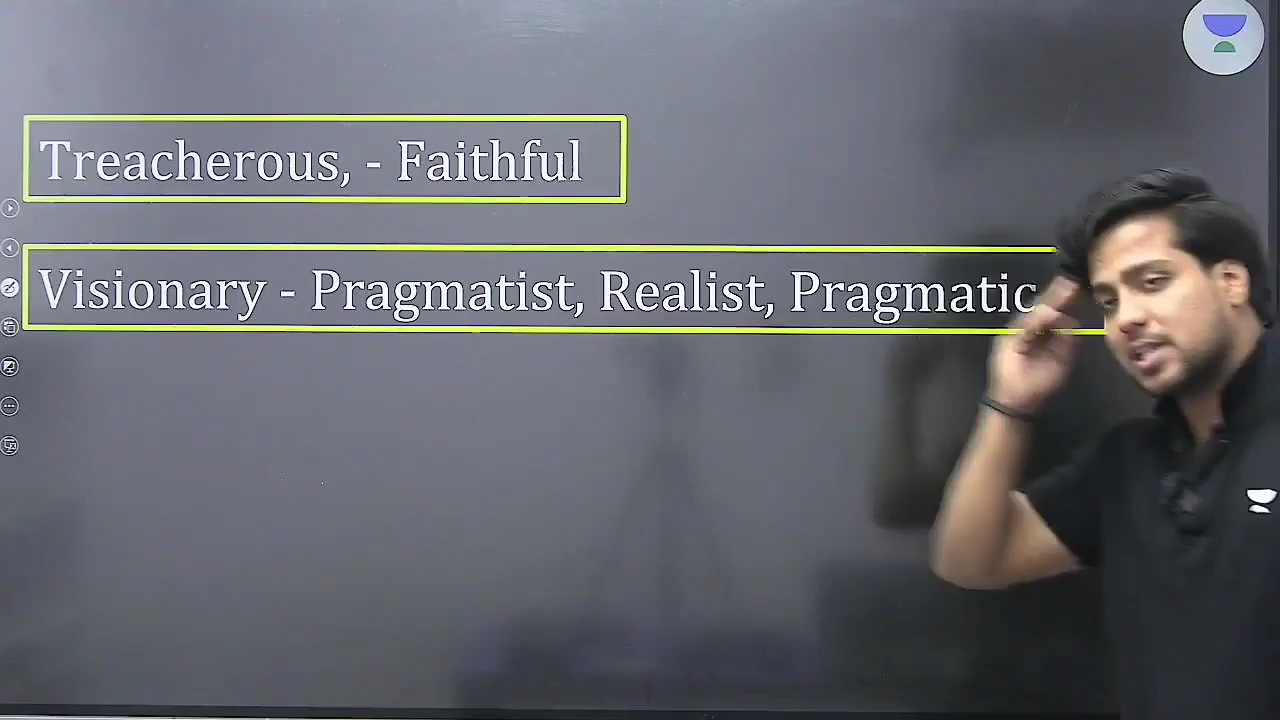 Treacherous, - Faithful
Visionary - Pragmatist, Realist, Pragmatic